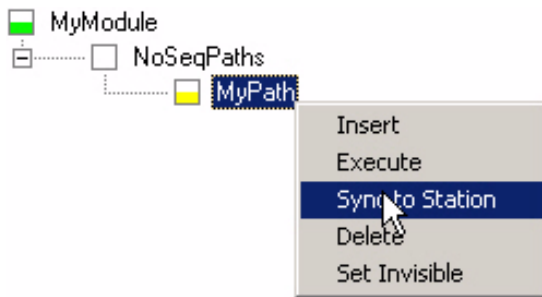 MyModule
NoSeqPaths
MyPath
Insert
Execute
Sync to Station
Delete
Set Invisible